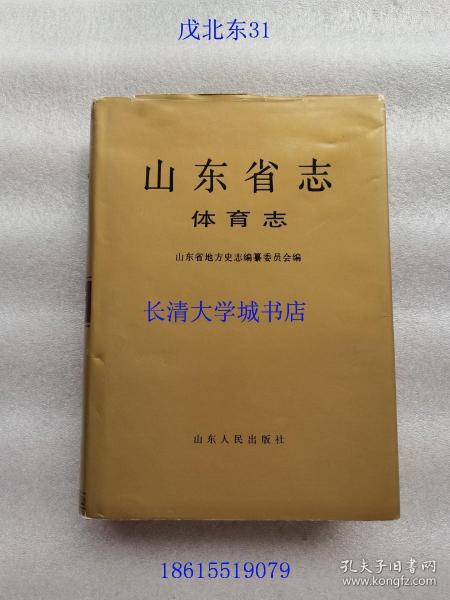 戊北东31
山东省志
体育志
山东省地方史志编纂委员会编
长清大学城书店
山东人民出版社
18615519079
孔夫子旧书网
www.kongfz.com